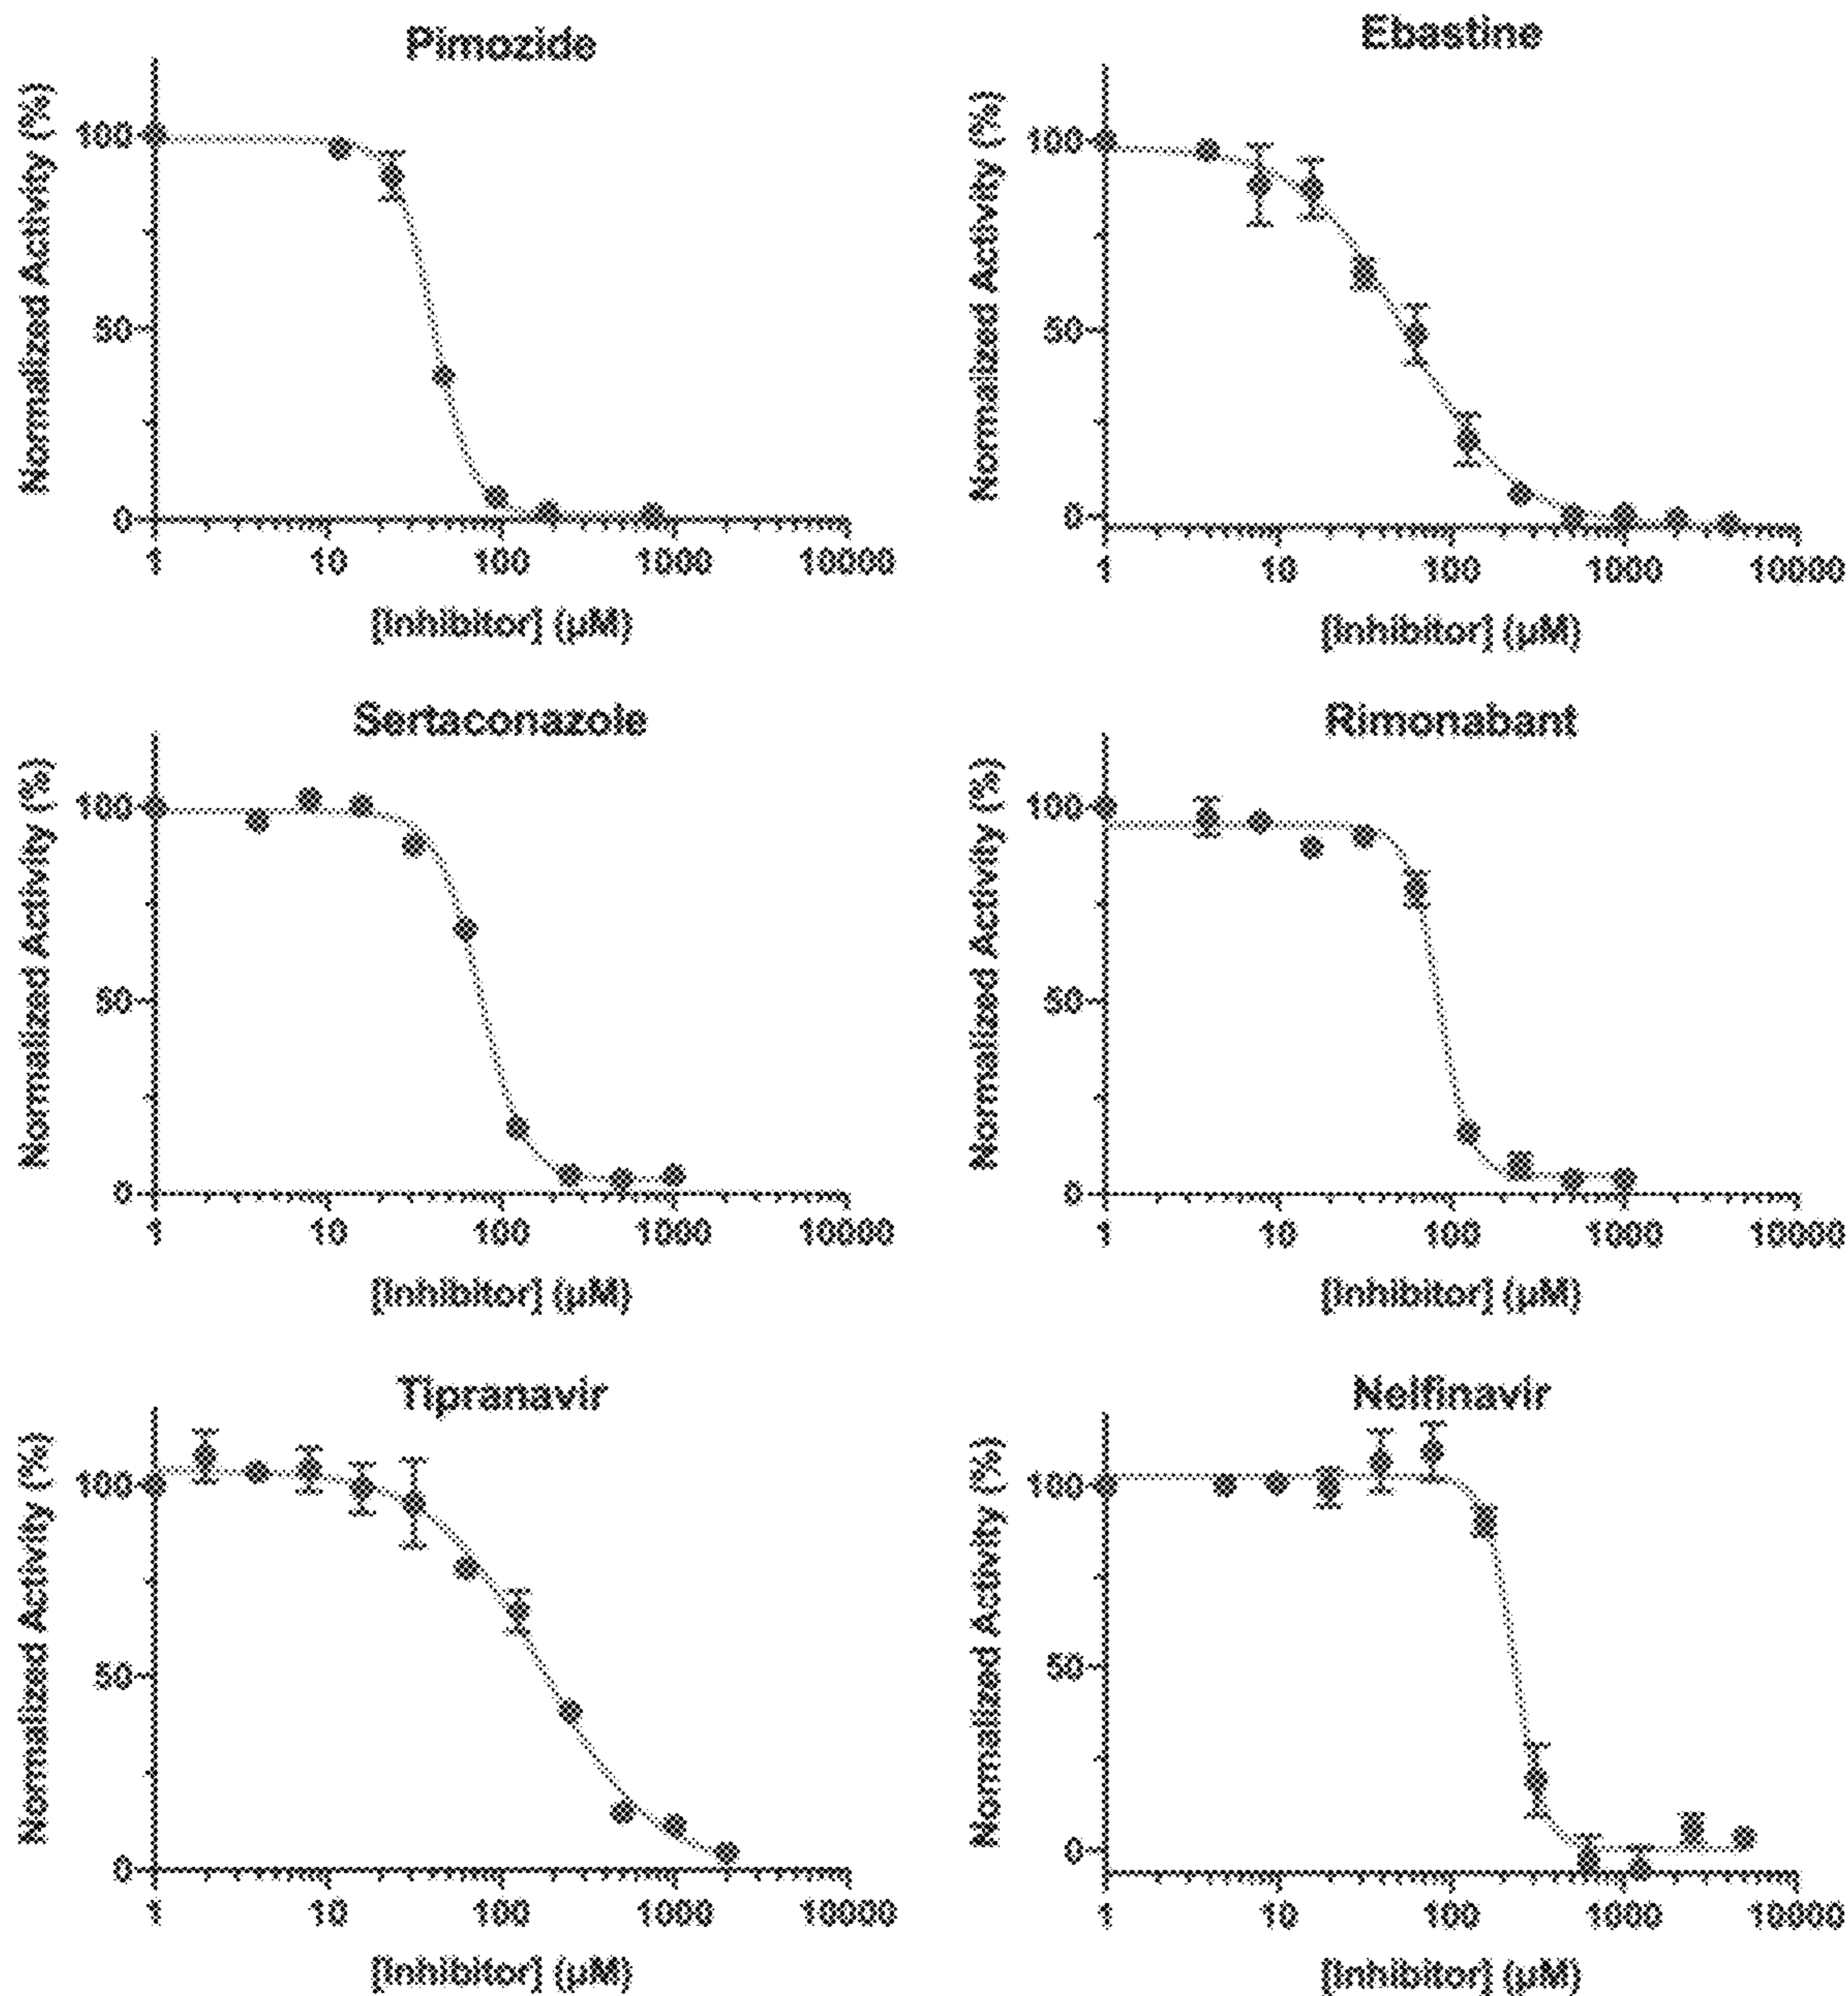 Pimozide
Normalized Activity (%)
100
50
0
1 10 100 1000 10000
[Inhibitor] (μM)
Ebastine
Normalized Activity (%)
100
50
0
1 10 100 1000 10000
[Inhibitor] (μM)
Sertaconazole
Normalized Activity (%)
100
50
0
1 10 100 1000 10000
[Inhibitor] (μM)
Rimonabant
Normalized Activity (%)
100
50
0
1 10 100 1000 10000
[Inhibitor] (μM)
Tipranavir
Normalized Activity (%)
100
50
0
1 10 100 1000 10000
[Inhibitor] (μM)
Nelfinavir
Normalized Activity (%)
100
50
0
1 10 100 1000 10000
[Inhibitor] (μM)